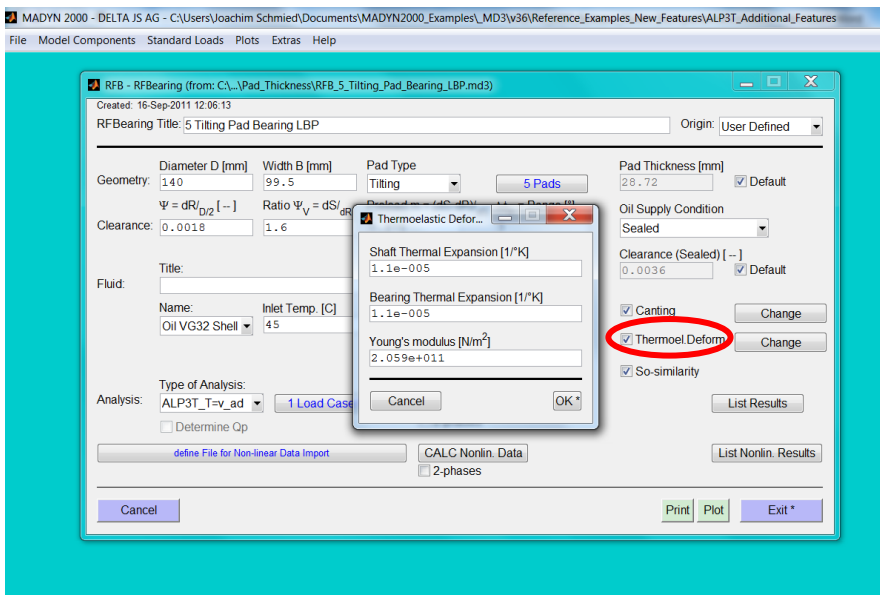 MADYN 2000 - DELTA JS AG - C:\Users\Joachim Schmied\Documents\MADYN2000_Examples\_MD3\v36\Reference_Examples_New_Features\ALP3T_Additional_Features
File Model Components Standard Loads Plots Extras Help
RFB - RFBearing (from: C:\...\Pad_Thickness\RFB_5_Tilting_Pad_Bearing_LBP.md3)
Created: 16-Sep-2011 12:06:13
RFBearing Title: 5 Tilting Pad Bearing LBP Origin: User Defined
Diameter D [mm] Width B [mm] Pad Type Pad Thickness [mm]
Geometry: 140 99.5 Tilting 5 Pads 28.72 Default
Ψ = dR/D/2 [ -- ] Ratio ΨV = dS/dR Oil Supply Condition
Clearance: 0.0018 1.6 Sealed
Thermoelastic Defor...
Shaft Thermal Expansion [1/°K]
1.1e-005
Bearing Thermal Expansion [1/°K]
1.1e-005
Young's modulus [N/m2]
2.059e+011
Cancel OK *
Clearance (Sealed) [ -- ]
0.0036 Default
Title:
Fluid:
Name: Inlet Temp. [C]
Oil VG32 Shell 45
Canting Change
Thermoel.Deform Change
So-similarity
Type of Analysis:
Analysis: ALP3T_T=v_ad 1 Load Case List Results
Determine Qp
define File for Non-linear Data Import CALC Nonlin. Data List Nonlin. Results
2-phases
Cancel Print Plot Exit *